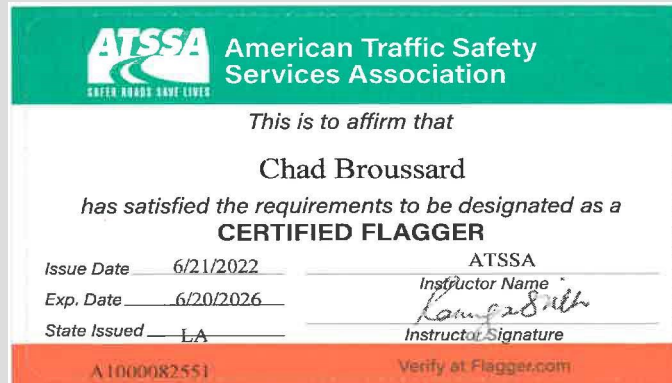 ATSSA
SAFER ROADS SAVE LIVES
American Traffic Safety
Services Association
This is to affirm that
Chad Broussard
has satisfied the requirements to be designated as a
CERTIFIED FLAGGER
Issue Date 6/21/2022
Exp. Date 6/20/2026
State Issued LA
ATSSA
Instructor Name
Instructor Signature
A1000082551
Verify at Flagger.com